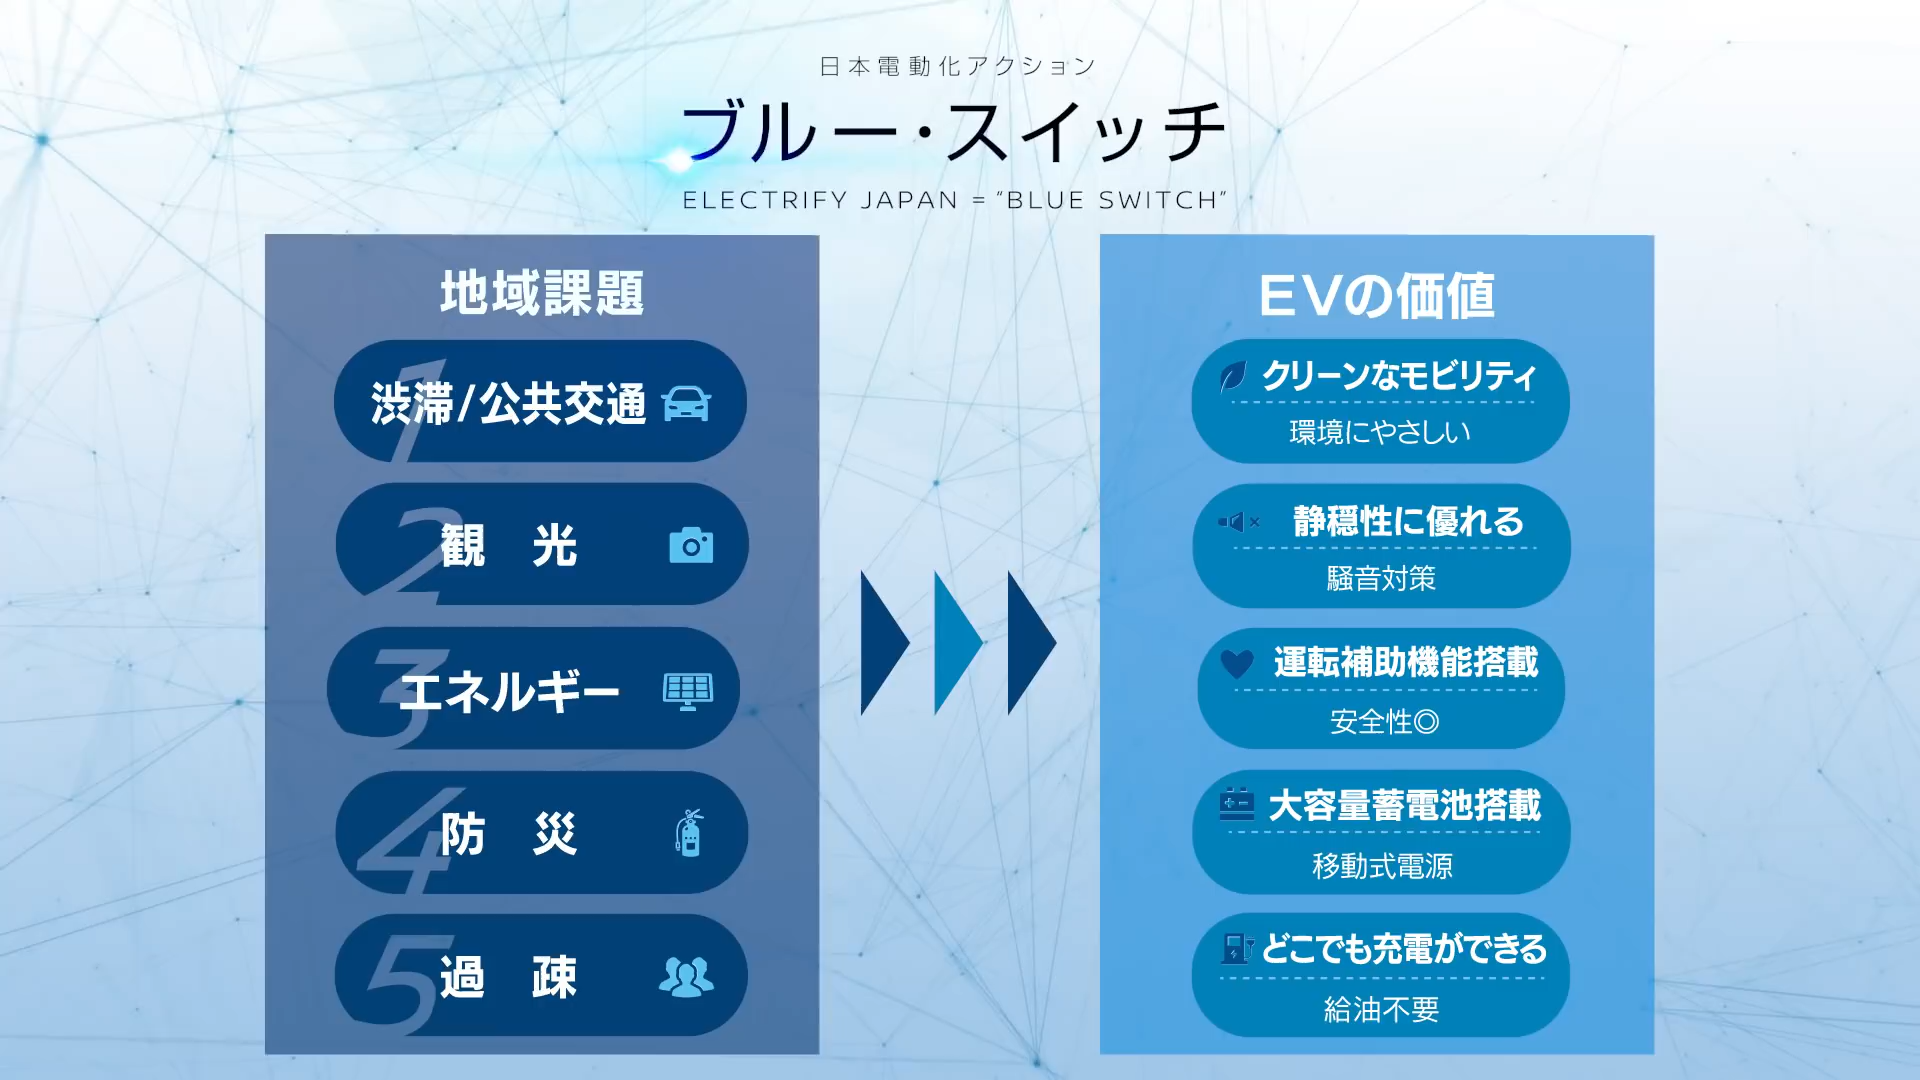 日本電動化アクション
ブルー・スイッチ
ELECTRIFY JAPAN = “BLUE SWITCH”
地域課題
1
渋滞/公共交通
2
観　光
3
エネルギー
4
防　災
5
過　疎
EVの価値
クリーンなモビリティ
環境にやさしい
静穏性に優れる
騒音対策
運転補助機能搭載
安全性◎
大容量蓄電池搭載
移動式電源
どこでも充電ができる
給油不要